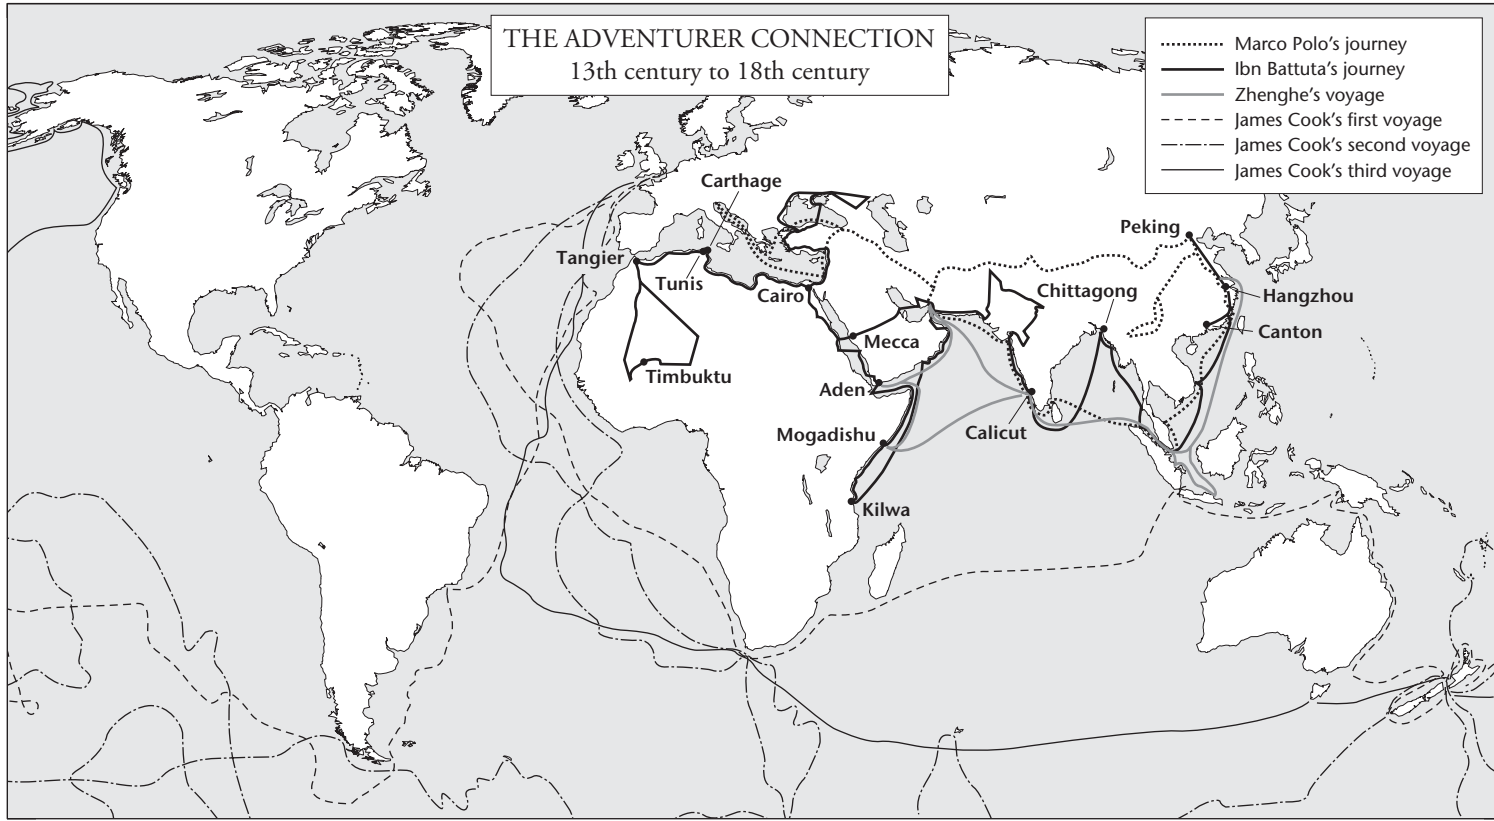 THE ADVENTURER CONNECTION
13th century to 18th century
Marco Polo's journey
Ibn Battuta's journey
Zhenghe's voyage
James Cook's first voyage
James Cook's second voyage
James Cook's third voyage
Carthage
Peking
Tangier
Tunis
Cairo
Chittagong
Hangzhou
Canton
Mecca
Timbuktu
Aden
Mogadishu
Calicut
Kilwa